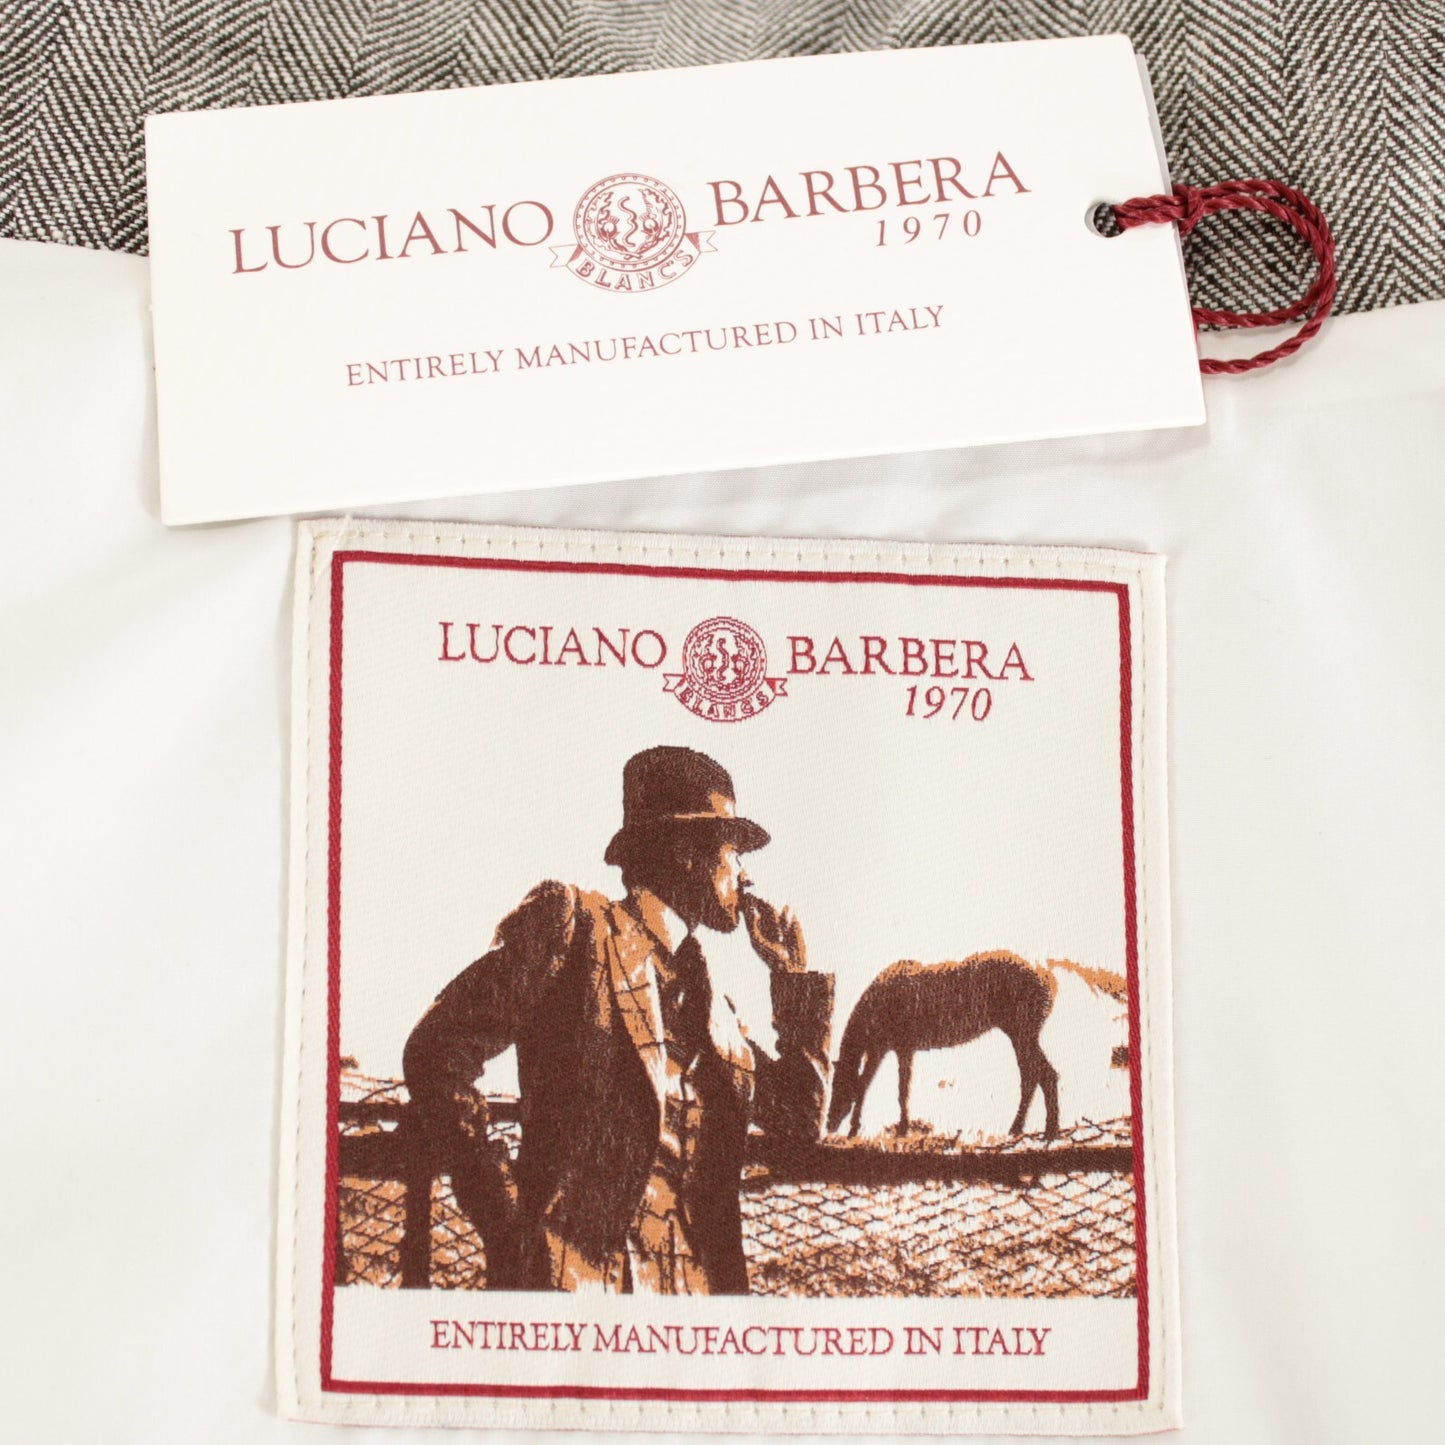 LUCIANO BARBERA
1970
BLANCS
ENTIRELY MANUFACTURED IN ITALY
LUCIANO BARBERA
1970
BLANCS
ENTIRELY MANUFACTURED IN ITALY